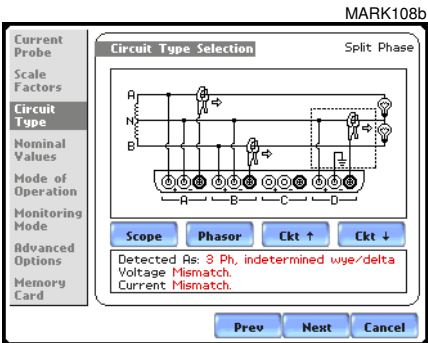 MARK108b
Current
Probe
Scale
Factors
Circuit
Type
Nominal
Values
Mode of
Operation
Monitoring
Mode
Advanced
Options
Memory
Card
Circuit Type Selection
Split Phase
A
N
B
A B C D
Scope Phasor Ckt ↑ Ckt ↓
Detected As: 3 Ph, indetermined wye/delta
Voltage Mismatch.
Current Mismatch.
Prev Next Cancel